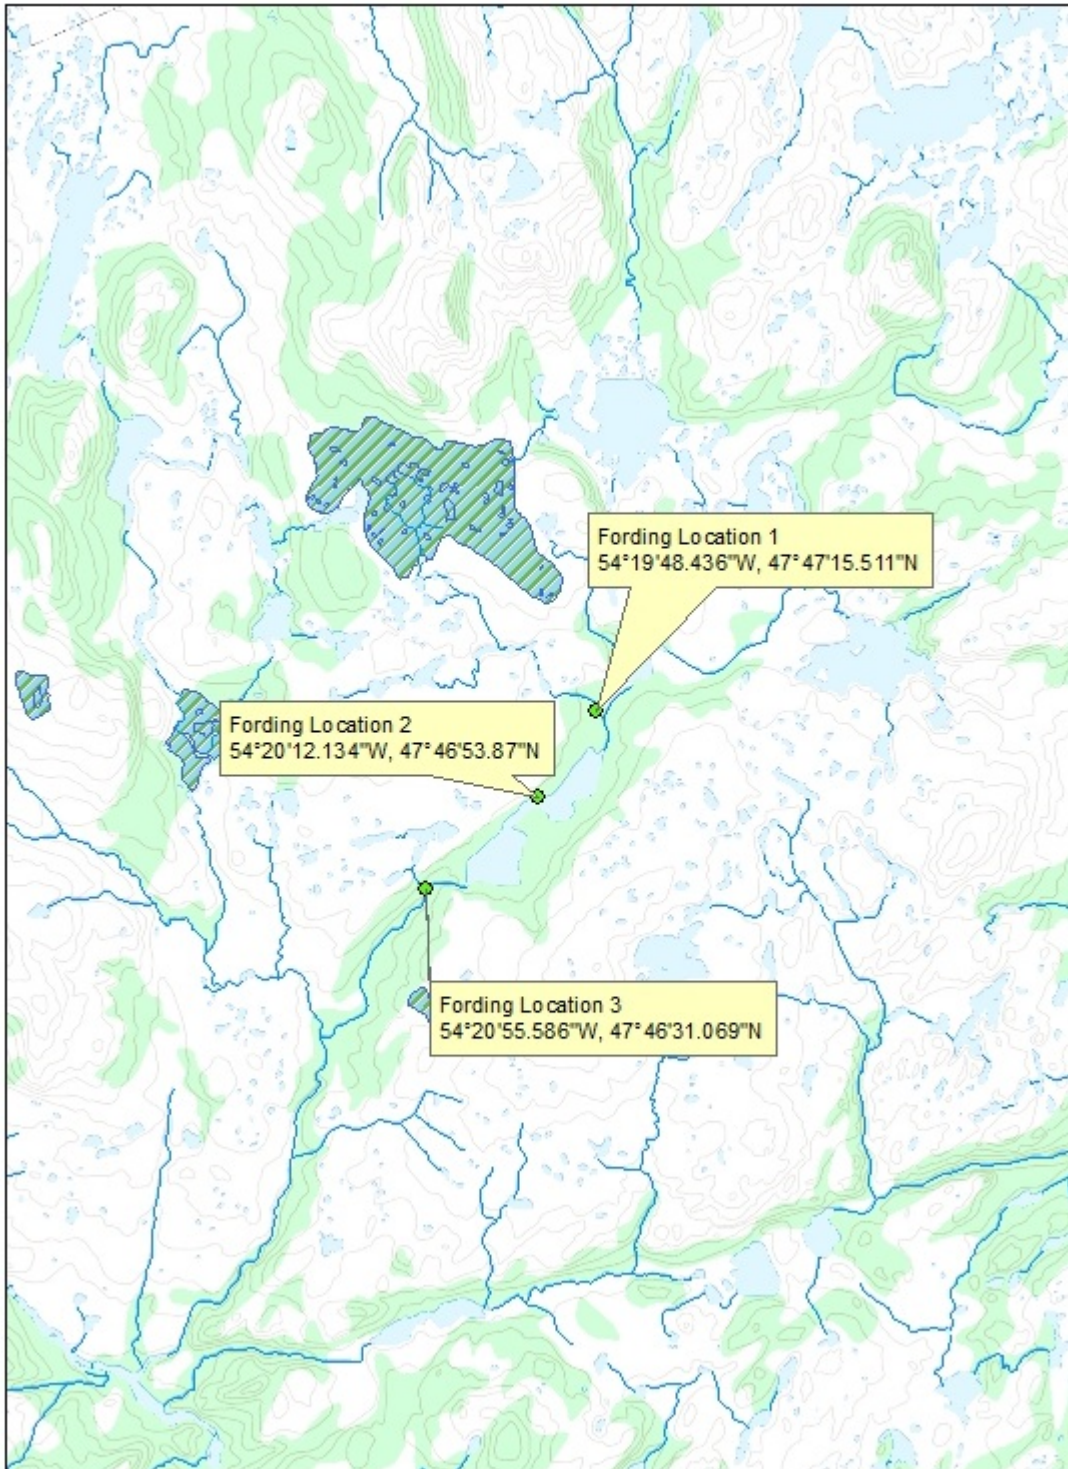 Fording Location 1
54°19'48.436"W, 47°47'15.511"N
Fording Location 2
54°20'12.134"W, 47°46'53.87"N
Fording Location 3
54°20'55.586"W, 47°46'31.069"N